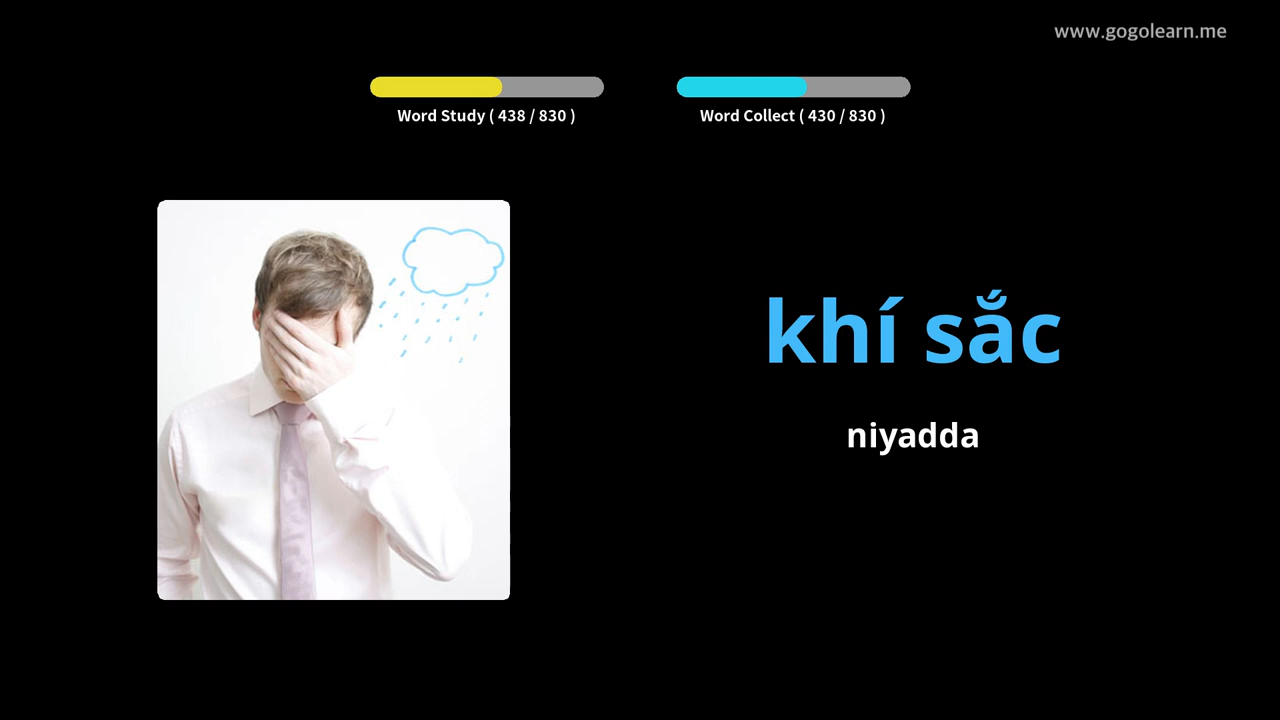 www.gogolearn.me
Word Study ( 438 / 830 )
Word Collect ( 430 / 830 )
khí sắc
niyadda